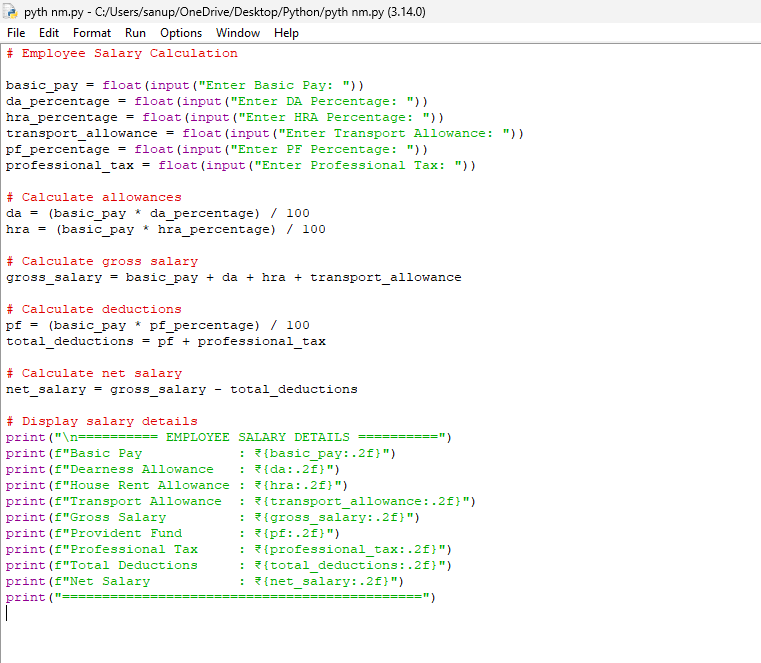 pyth nm.py - C:/Users/sanup/OneDrive/Desktop/Python/pyth nm.py (3.14.0)
File Edit Format Run Options Window Help
# Employee Salary Calculation

basic_pay = float(input("Enter Basic Pay: "))
da_percentage = float(input("Enter DA Percentage: "))
hra_percentage = float(input("Enter HRA Percentage: "))
transport_allowance = float(input("Enter Transport Allowance: "))
pf_percentage = float(input("Enter PF Percentage: "))
professional_tax = float(input("Enter Professional Tax: "))

# Calculate allowances
da = (basic_pay * da_percentage) / 100
hra = (basic_pay * hra_percentage) / 100

# Calculate gross salary
gross_salary = basic_pay + da + hra + transport_allowance

# Calculate deductions
pf = (basic_pay * pf_percentage) / 100
total_deductions = pf + professional_tax

# Calculate net salary
net_salary = gross_salary - total_deductions

# Display salary details
print("\n========== EMPLOYEE SALARY DETAILS ==========")
print(f"Basic Pay            : ₹{basic_pay:.2f}")
print(f"Dearness Allowance   : ₹{da:.2f}")
print(f"House Rent Allowance : ₹{hra:.2f}")
print(f"Transport Allowance  : ₹{transport_allowance:.2f}")
print(f"Gross Salary         : ₹{gross_salary:.2f}")
print(f"Provident Fund       : ₹{pf:.2f}")
print(f"Professional Tax     : ₹{professional_tax:.2f}")
print(f"Total Deductions     : ₹{total_deductions:.2f}")
print(f"Net Salary           : ₹{net_salary:.2f}")
print("=============================================")